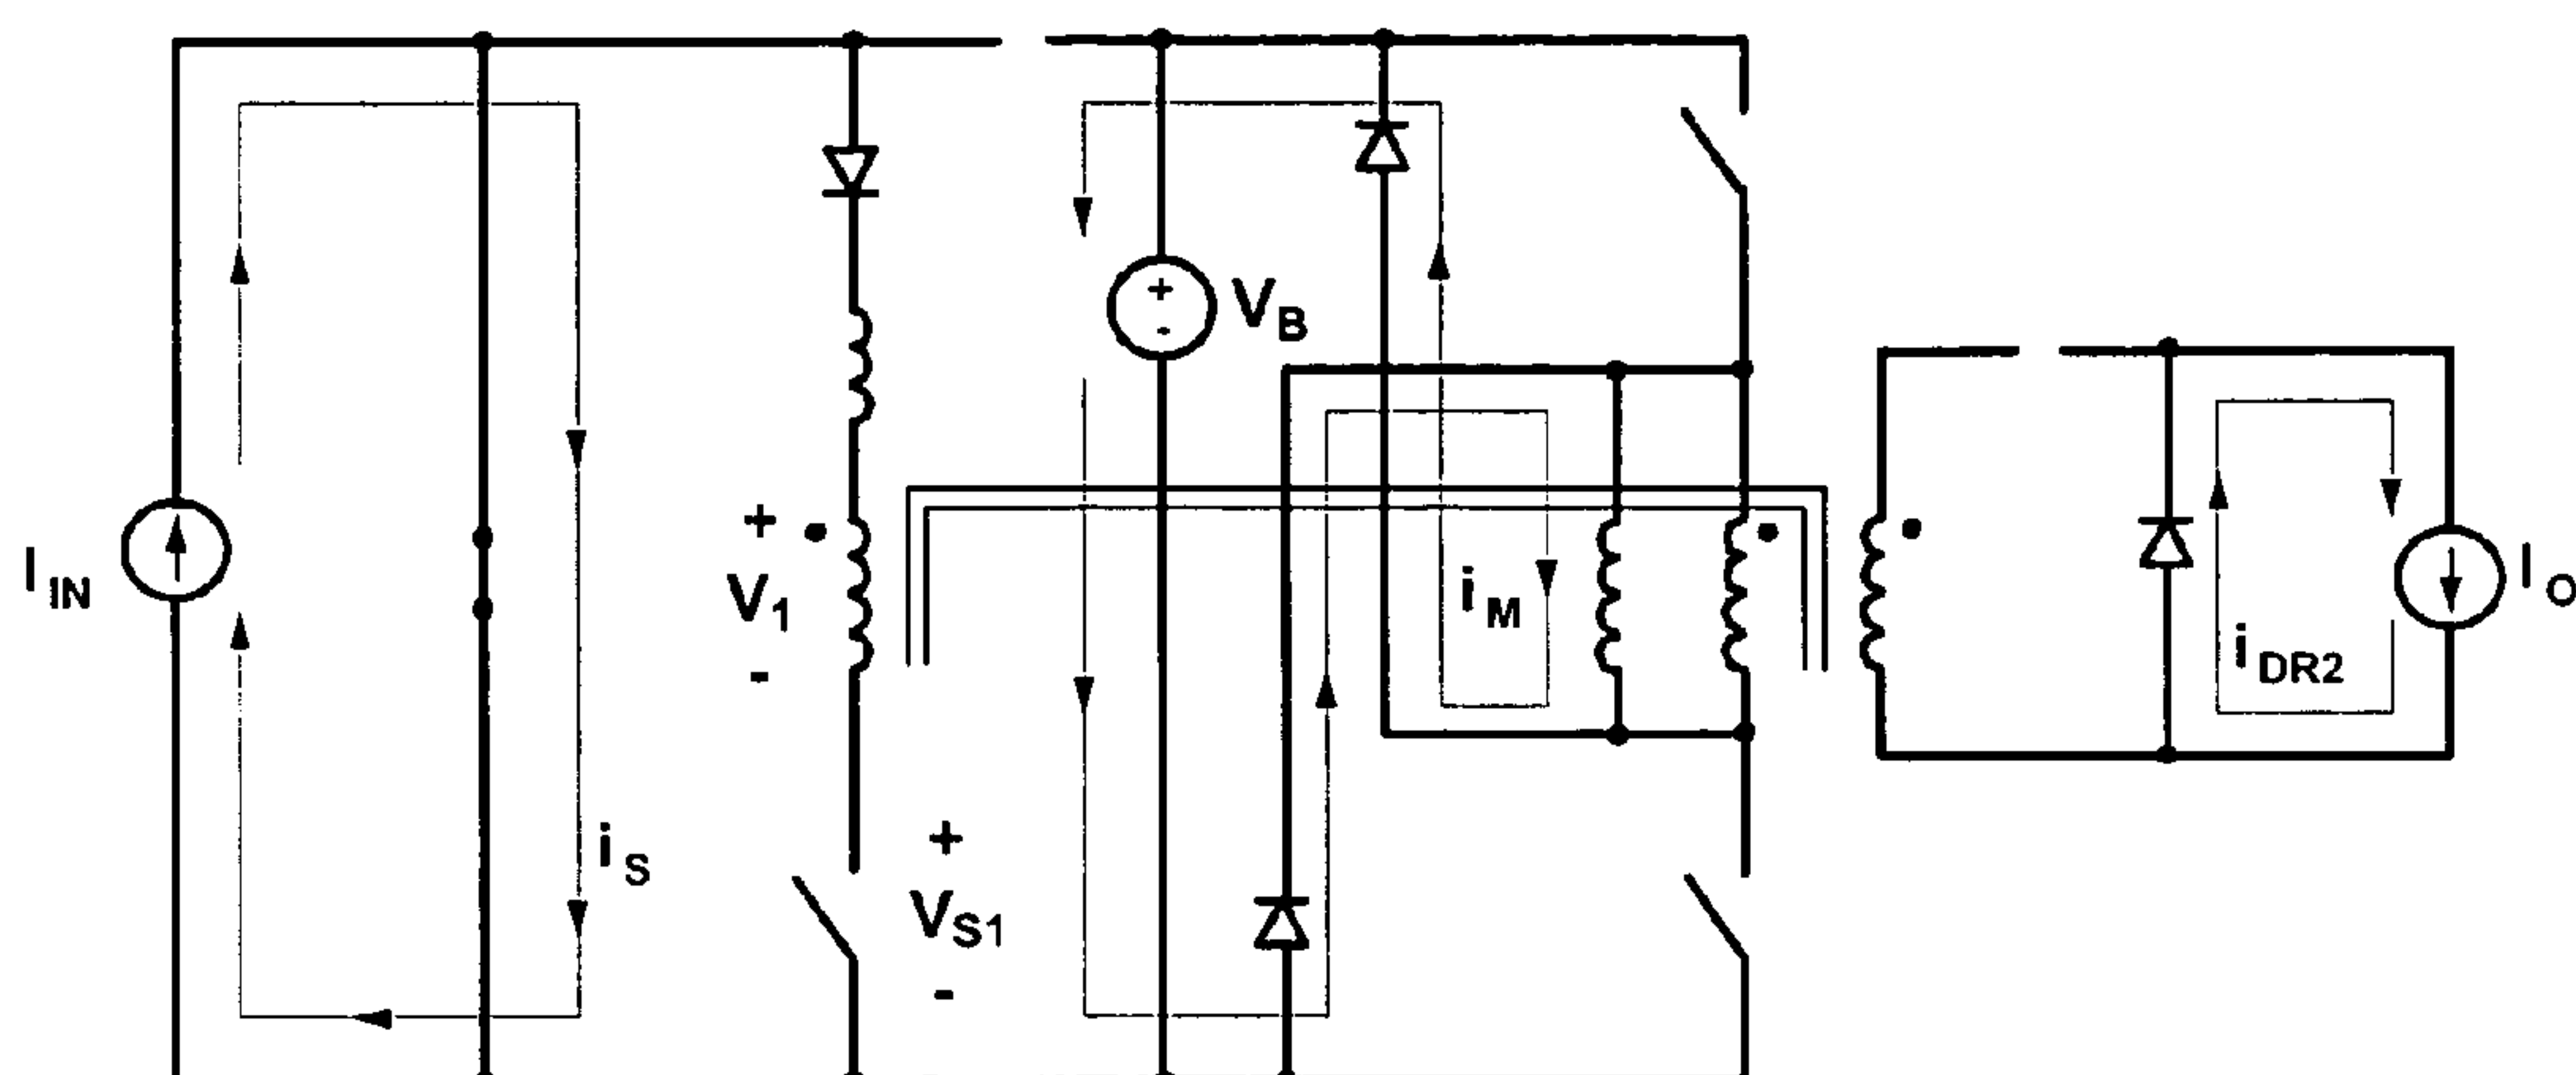 +
-
V_B
I_IN
+
V_1
-
i_M
i_DR2
I_O
i_S
+
V_S1
-